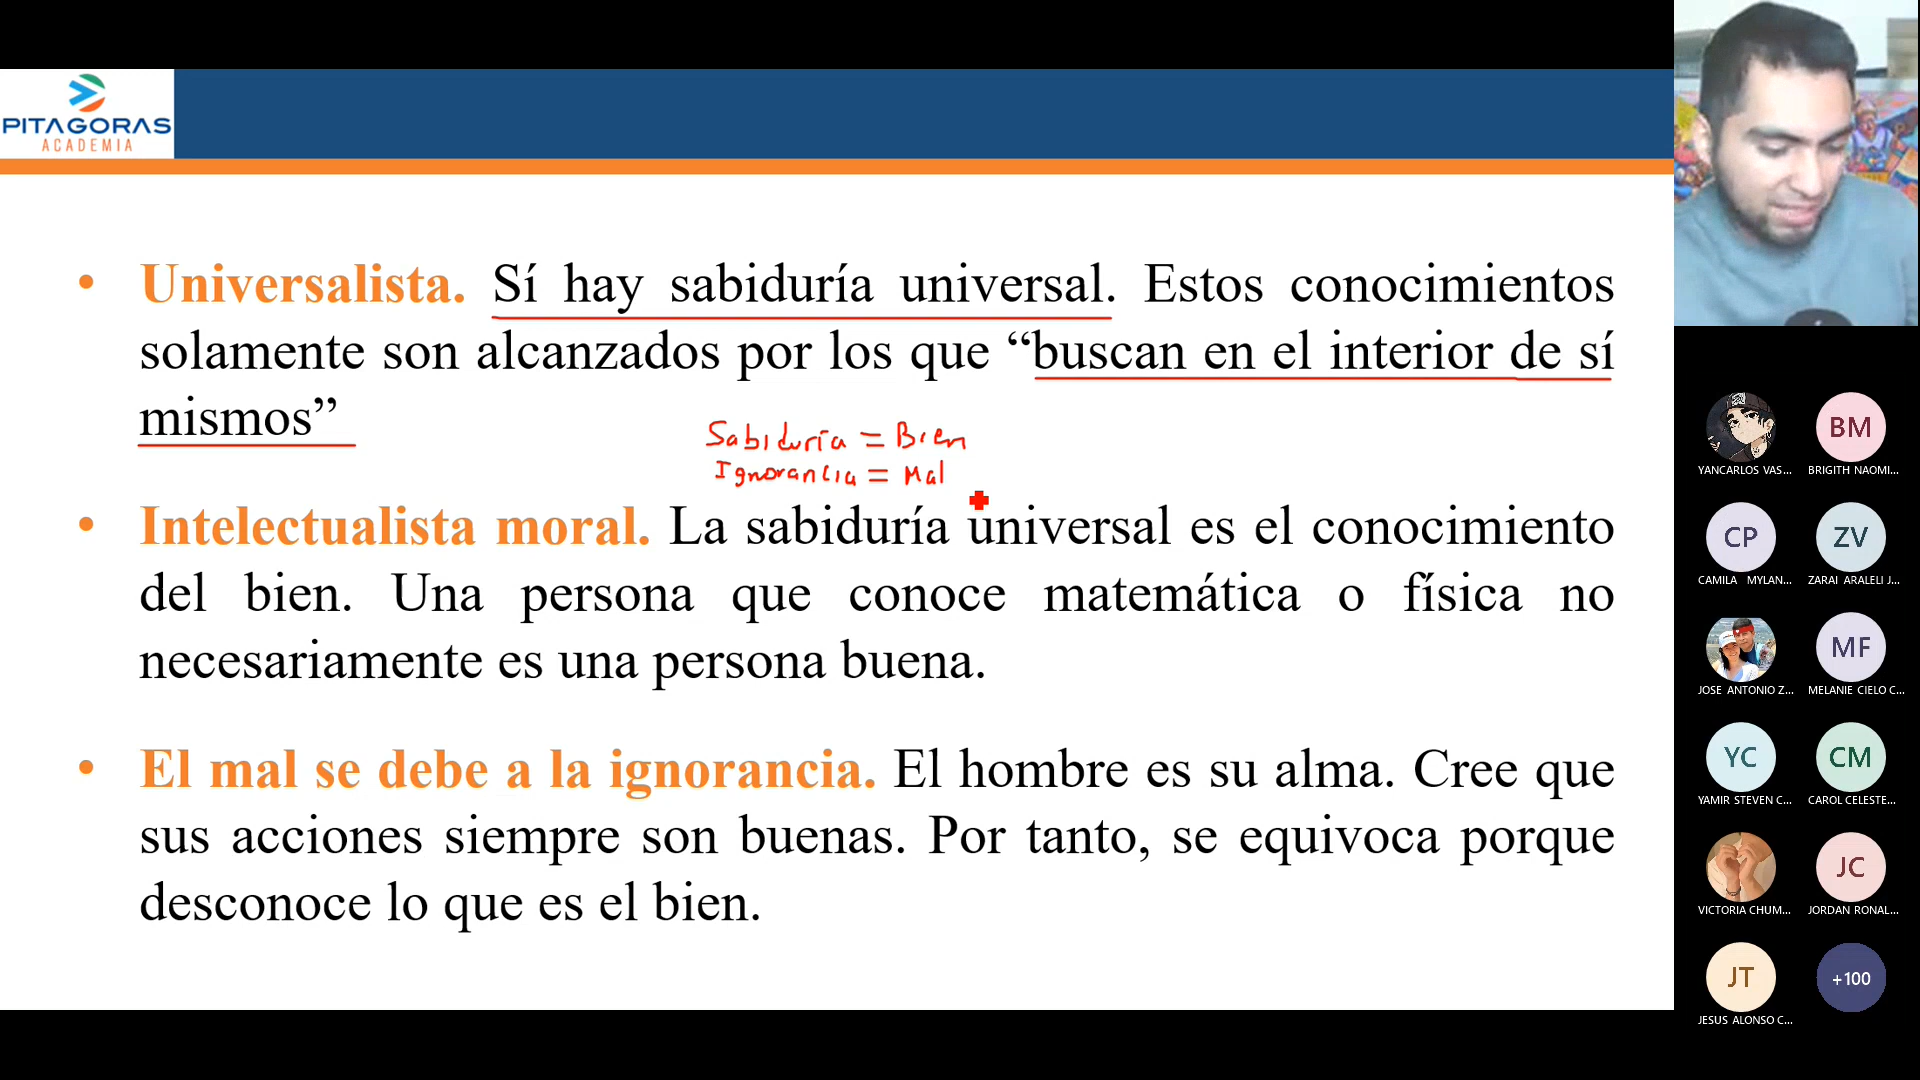 PITAGORAS
ACADEMIA
• Universalista. Sí hay sabiduría universal. Estos conocimientos
solamente son alcanzados por los que “buscan en el interior de sí
mismos”
Sabiduría = Bien
Ignorancia = Mal
• Intelectualista moral. La sabiduría universal es el conocimiento
del bien. Una persona que conoce matemática o física no
necesariamente es una persona buena.
• El mal se debe a la ignorancia. El hombre es su alma. Cree que
sus acciones siempre son buenas. Por tanto, se equivoca porque
desconoce lo que es el bien.
YANCARLOS VAS...
BM
BRIGITH NAOMI...
CP
CAMILA MYLAN...
ZV
ZARAI ARALELI J...
JOSE ANTONIO Z...
MF
MELANIE CIELO C...
YC
YAMIR STEVEN C...
CM
CAROL CELESTE...
VICTORIA CHUM...
JC
JORDAN RONAL...
JT
JESUS ALONSO C...
+100